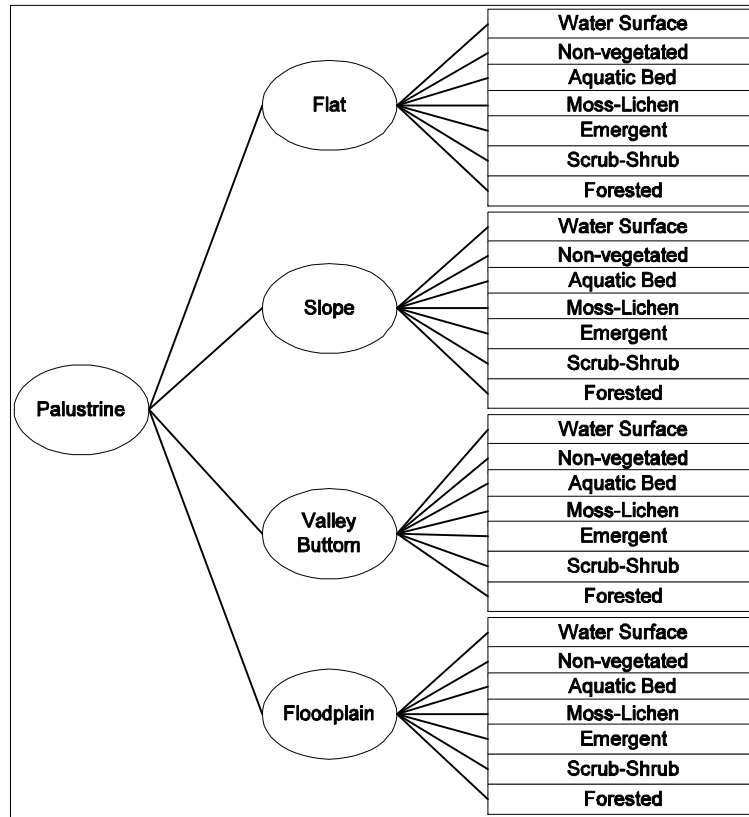 Palustrine
Flat
Water Surface
Non-vegetated
Aquatic Bed
Moss-Lichen
Emergent
Scrub-Shrub
Forested
Slope
Water Surface
Non-vegetated
Aquatic Bed
Moss-Lichen
Emergent
Scrub-Shrub
Forested
Valley
Buttorn
Water Surface
Non-vegetated
Aquatic Bed
Moss-Lichen
Emergent
Scrub-Shrub
Forested
Floodplain
Water Surface
Non-vegetated
Aquatic Bed
Moss-Lichen
Emergent
Scrub-Shrub
Forested